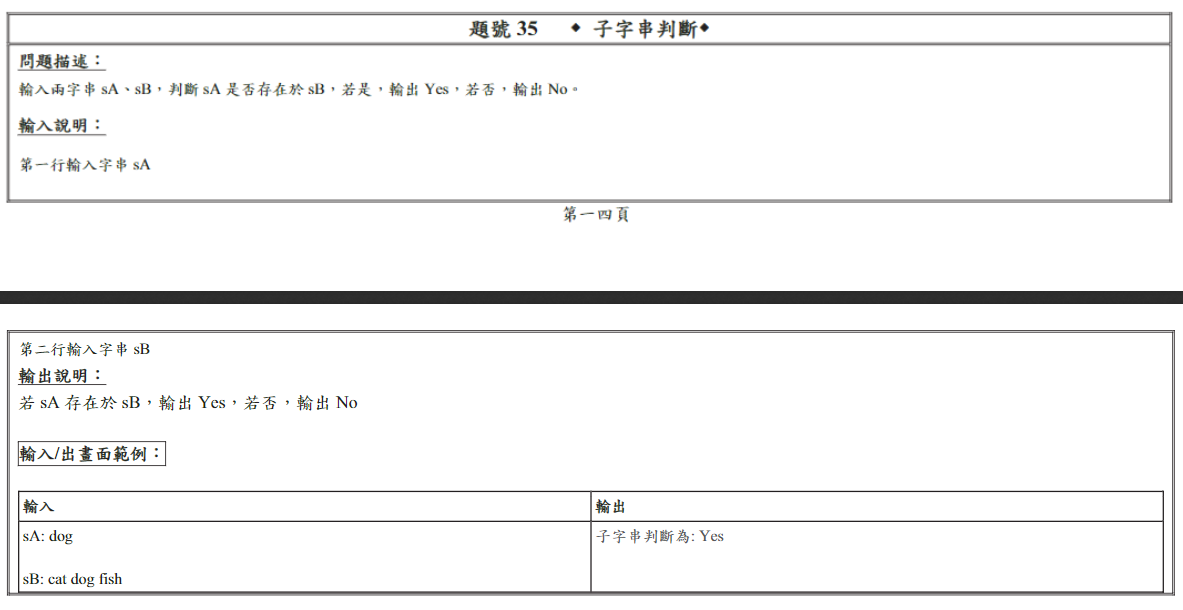 題號 35 ◆ 子字串判斷◆
問題描述：
輸入兩字串 sA、sB，判斷 sA 是否存在於 sB，若是，輸出 Yes，若否，輸出 No。
輸入說明：
第一行輸入字串 sA
第一四頁
第二行輸入字串 sB
輸出說明：
若 sA 存在於 sB，輸出 Yes，若否，輸出 No
輸入/出畫面範例：
輸入 輸出
sA: dog 子字串判斷為: Yes
sB: cat dog fish